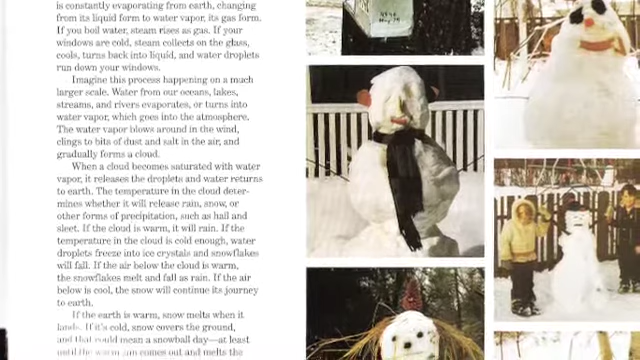 is constantly evaporating from earth, changing
from its liquid form to water vapor, its gas form.
If you boil water, steam rises as gas. If your
windows are cold, steam collects on the glass,
cools, turns back into liquid, and water droplets
run down your windows.
Imagine this process happening on a much
larger scale. Water from our oceans, lakes,
streams, and rivers evaporates, or turns into
water vapor, which goes into the atmosphere.
The water vapor blows around in the wind,
clings to bits of dust and salt in the air, and
gradually forms a cloud.
When a cloud becomes saturated with water
vapor, it releases the droplets and water returns
to earth. The temperature in the cloud deter-
mines whether it will release rain, snow, or
other forms of precipitation, such as hail and
sleet. If the cloud is warm, it will rain. If the
temperature in the cloud is cold enough, water
droplets freeze into ice crystals and snowflakes
will fall. If the air below the cloud is warm,
the snowflakes melt and fall as rain. If the air
below is cool, the snow will continue its journey
to earth.
If the earth is warm, snow melts when it
lands. If it's cold, snow covers the ground,
and that could mean a snowball day—at least
until the warm sun comes out and melts the